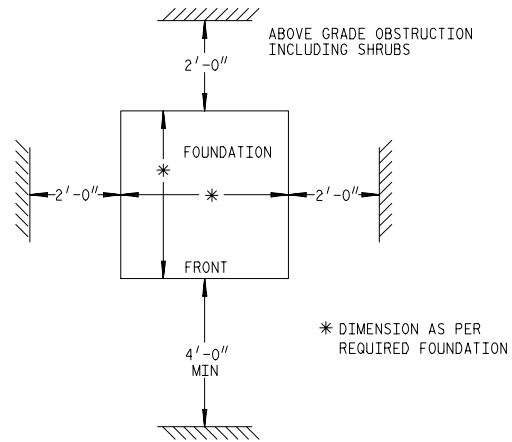 ABOVE GRADE OBSTRUCTION
INCLUDING SHRUBS
2'-0"
FOUNDATION
*
2'-0"
*
2'-0"
FRONT
* DIMENSION AS PER
REQUIRED FOUNDATION
4'-0"
MIN